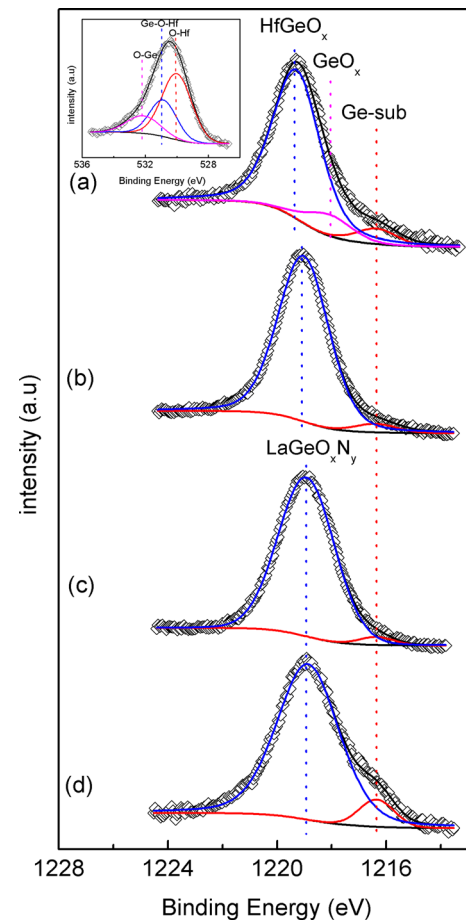 Ge-O-Hf
O-Hf
O-Ge
intensity (a.u)
536
532
528
Binding Energy (eV)
HfGeOₓ
GeOₓ
Ge-sub
(a)
(b)
LaGeOₓNᵧ
(c)
(d)
intensity (a.u)
1228
1224
1220
1216
Binding Energy (eV)